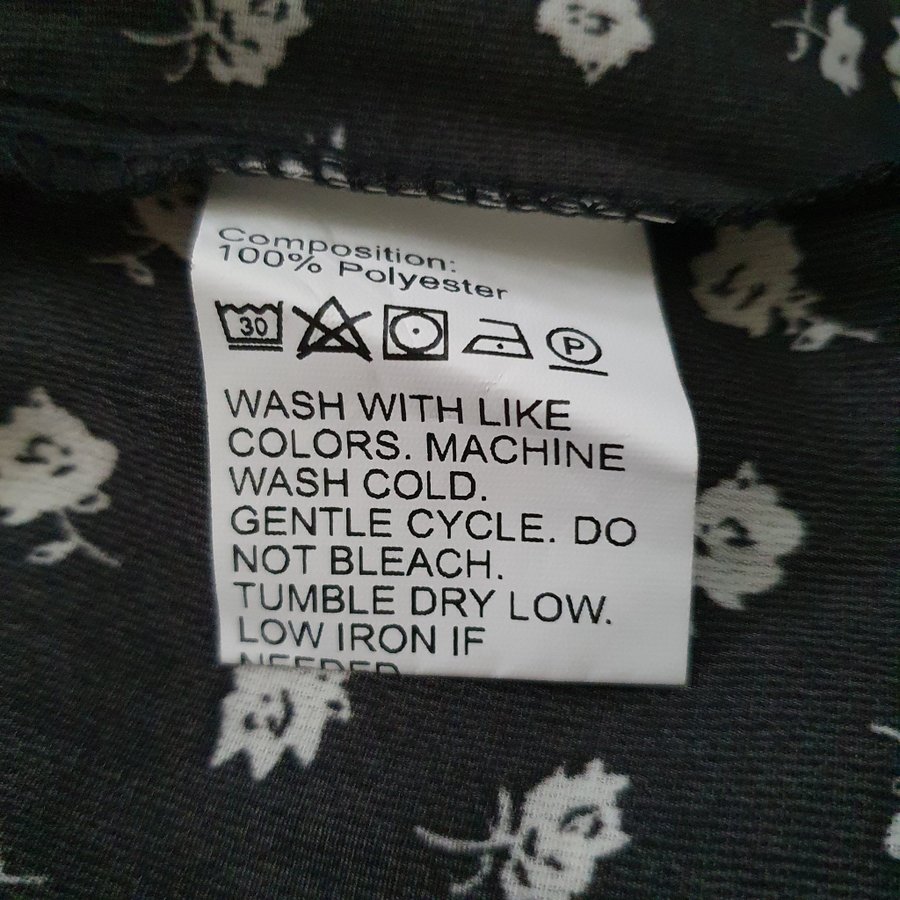 Composition:
100% Polyester
30 P
WASH WITH LIKE
COLORS. MACHINE
WASH COLD.
GENTLE CYCLE. DO
NOT BLEACH.
TUMBLE DRY LOW.
LOW IRON IF
NEEDED